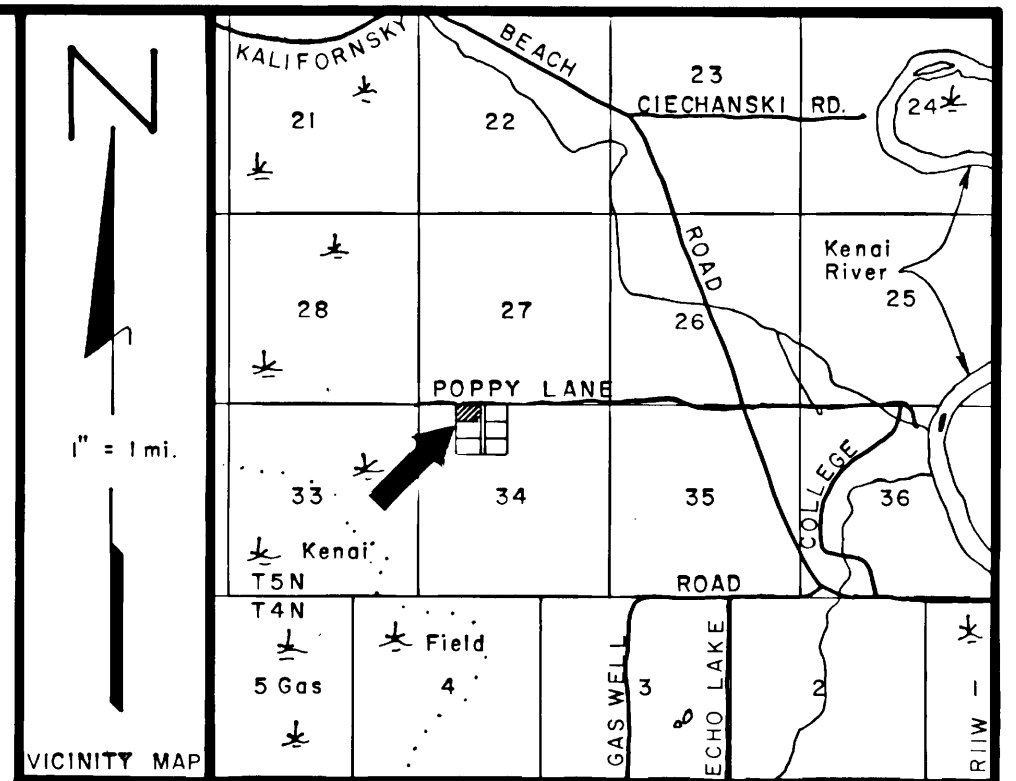 N
1" = 1 mi.
VICINITY MAP
KALIFORNSKY
BEACH
ROAD
23
CIECHANSKI RD.
24
21
22
Kenai
River
25
28
27
26
POPPY LANE
33
34
35
36
COLLEGE
Kenai
T5N
T4N
ROAD
Field
5 Gas
4
GASWELL
3
ECHO LAKE
2
R11W - 1